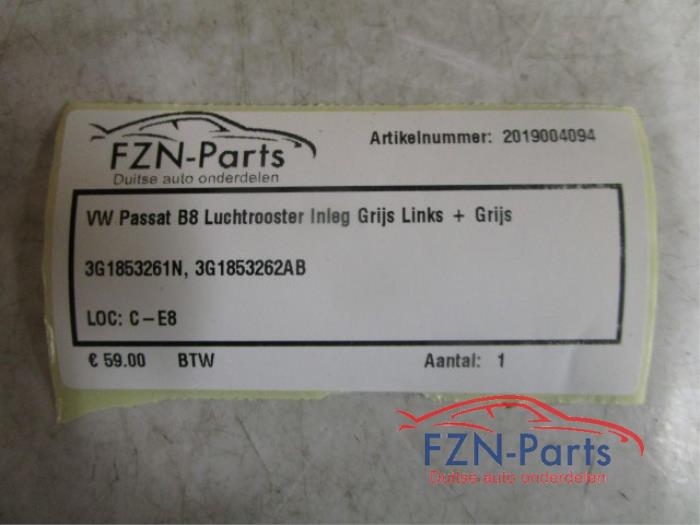 FZN-Parts
Duitse auto onderdelen
Artikelnummer: 2019004094
VW Passat B8 Luchtrooster Inleg Grijs Links + Grijs
3G1853261N, 3G1853262AB
LOC: C-E8
€ 59.00 BTW Aantal: 1
FZN-Parts
Duitse auto onderdelen